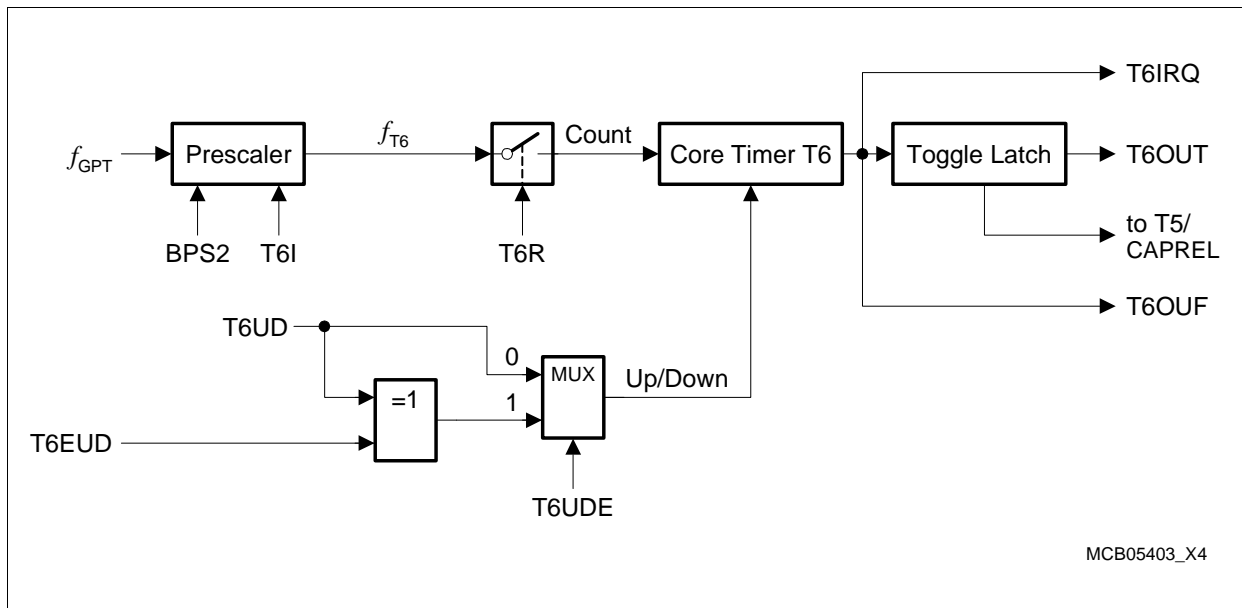 T6IRQ
fGPT
Prescaler
fT6
Count
Core Timer T6
Toggle Latch
T6OUT
BPS2
T6I
T6R
to T5/
CAPREL
T6UD
0
MUX
Up/Down
T6OUF
=1
1
T6EUD
T6UDE
MCB05403_X4